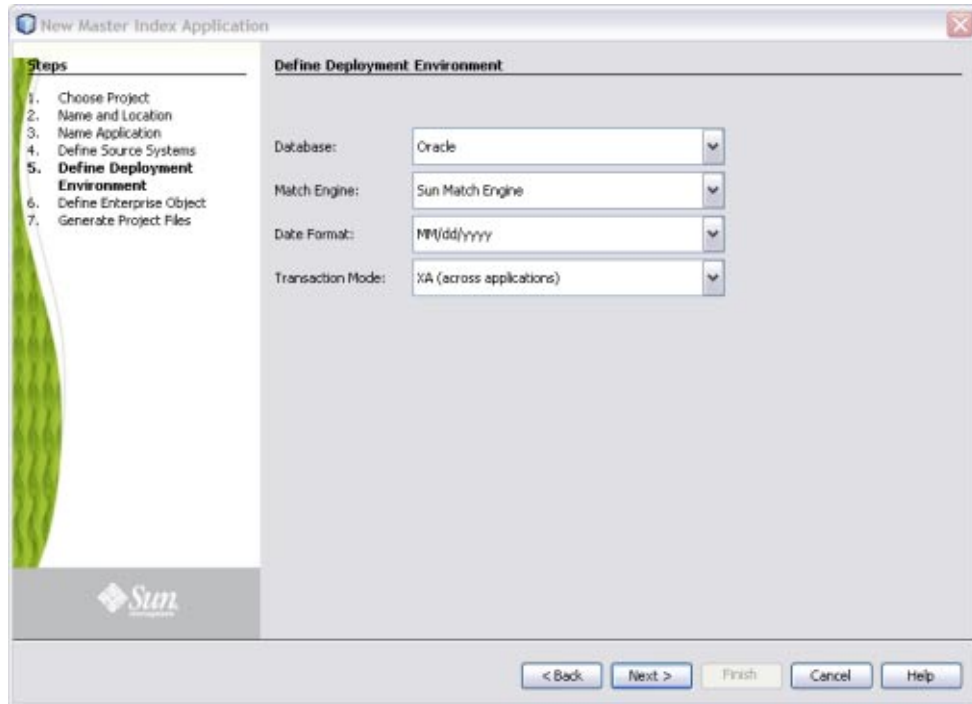 New Master Index Application
Steps
1. Choose Project
2. Name and Location
3. Name Application
4. Define Source Systems
5. Define Deployment
Environment
6. Define Enterprise Object
7. Generate Project Files
Define Deployment Environment
Database: Oracle
Match Engine: Sun Match Engine
Date Format: MM/dd/yyyy
Transaction Mode: XA (across applications)
Sun
< Back Next > Finish Cancel Help